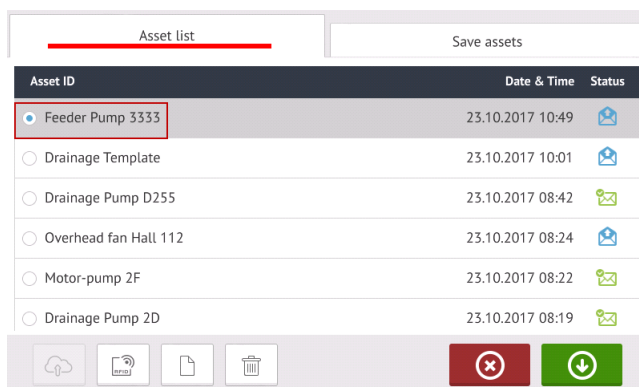 Asset list
Save assets
Asset ID Date & Time Status
Feeder Pump 3333 23.10.2017 10:49
Drainage Template 23.10.2017 10:01
Drainage Pump D255 23.10.2017 08:42
Overhead fan Hall 112 23.10.2017 08:24
Motor-pump 2F 23.10.2017 08:22
Drainage Pump 2D 23.10.2017 08:19
RFID